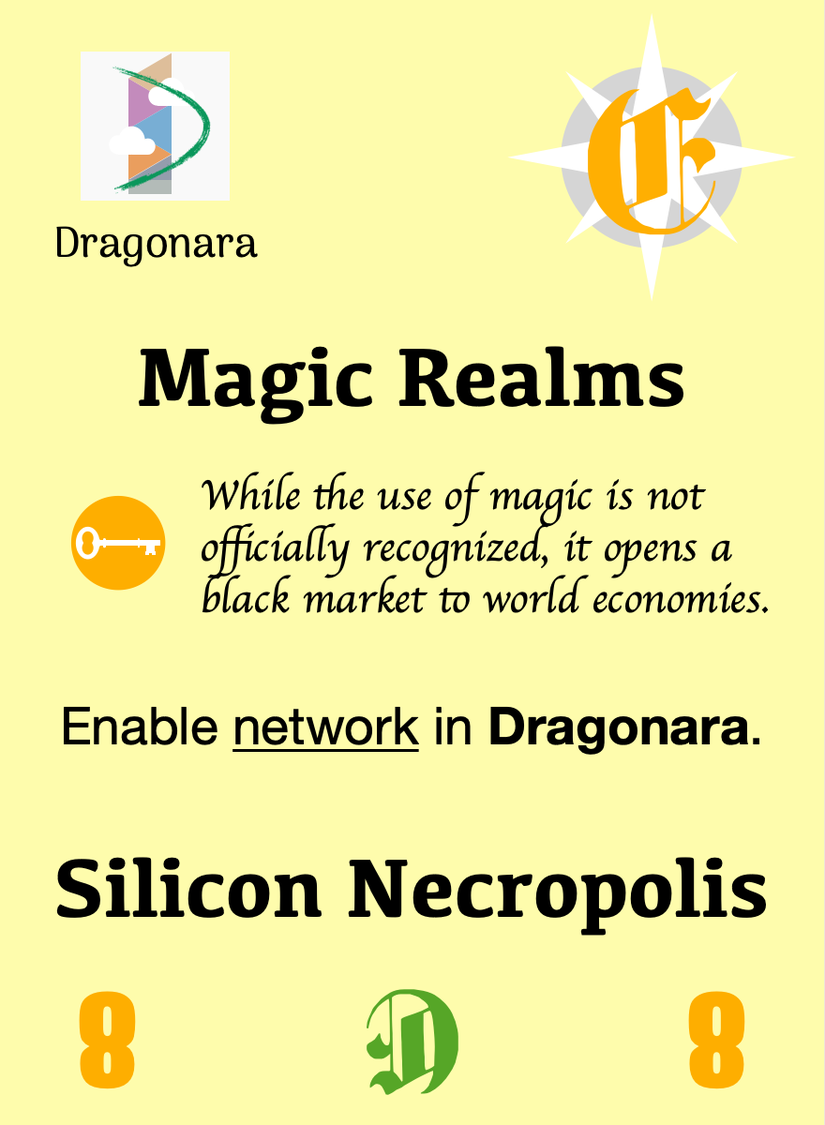 E
Dragonara
Magic Realms
While the use of magic is not
officially recognized, it opens a
black market to world economies.
Enable network in Dragonara.
Silicon Necropolis
8 D 8